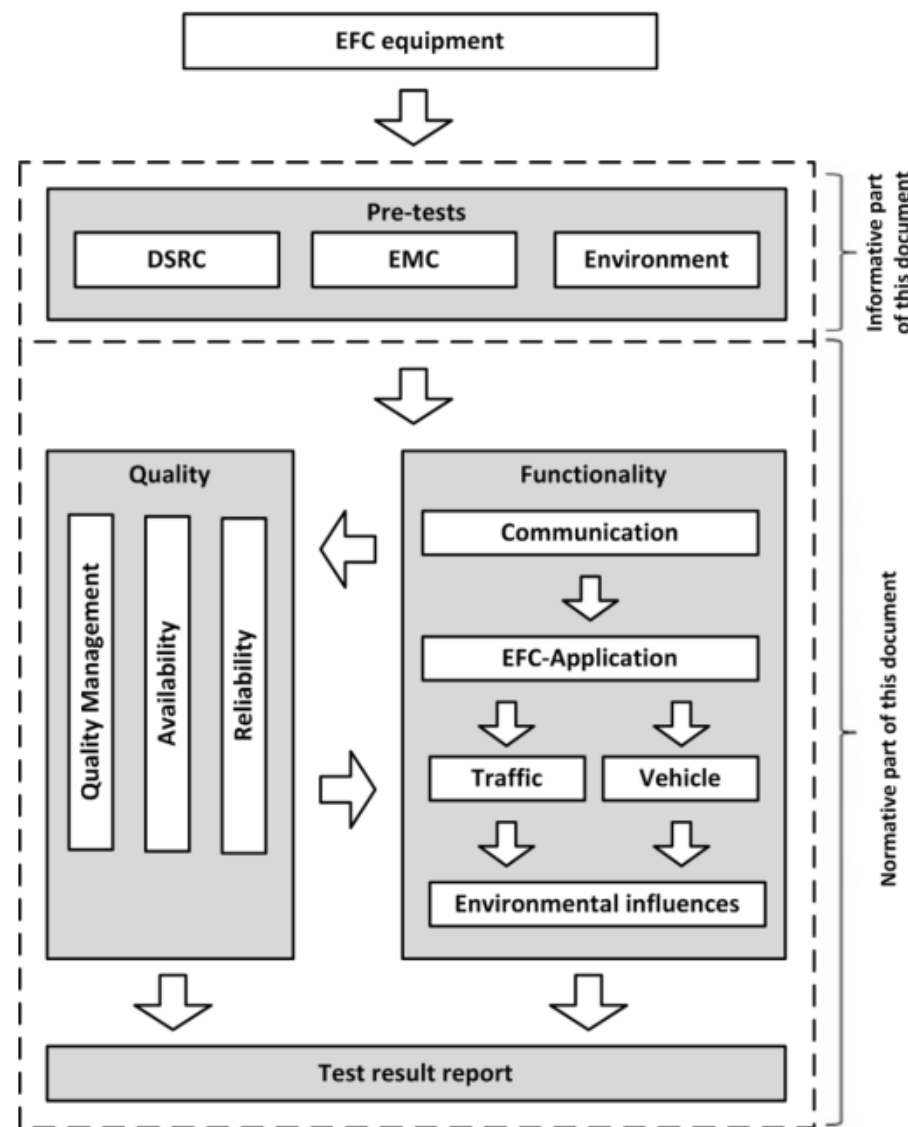 EFC equipment
Pre-tests
DSRC
EMC
Environment
Informative part
of this document
Quality
Quality Management
Availability
Reliability
Functionality
Communication
EFC-Application
Traffic
Vehicle
Environmental influences
Normative part of this document
Test result report